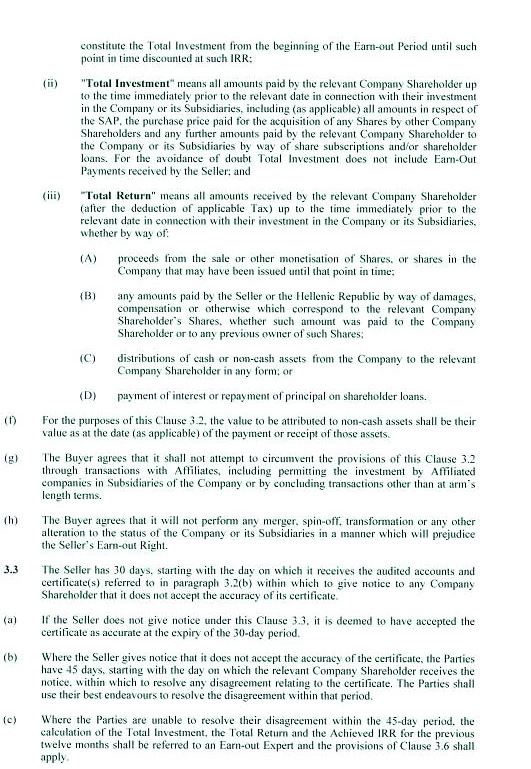 constitute the Total Investment from the beginning of the Earn-out Period until such
point in time discounted at such IRR;
(ii) "Total Investment" means all amounts paid by the relevant Company Shareholder up
to the time immediately prior to the relevant date in connection with their investment
in the Company or its Subsidiaries, including (as applicable) all amounts in respect of
the SAP, the purchase price paid for the acquisition of any Shares by other Company
Shareholders and any further amounts paid by the relevant Company Shareholder to
the Company or its Subsidiaries by way of share subscriptions and/or shareholder
loans. For the avoidance of doubt Total Investment does not include Earn-Out
Payments received by the Seller; and
(iii) "Total Return" means all amounts received by the relevant Company Shareholder
(after the deduction of applicable Tax) up to the time immediately prior to the
relevant date in connection with their investment in the Company or its Subsidiaries,
whether by way of:
(A) proceeds from the sale or other monetisation of Shares, or shares in the
Company that may have been issued until that point in time;
(B) any amounts paid by the Seller or the Hellenic Republic by way of damages,
compensation or otherwise which correspond to the relevant Company
Shareholder's Shares, whether such amount was paid to the Company
Shareholder or to any previous owner of such Shares;
(C) distributions of cash or non-cash assets from the Company to the relevant
Company Shareholder in any form; or
(D) payment of interest or repayment of principal on shareholder loans.
(f) For the purposes of this Clause 3.2, the value to be attributed to non-cash assets shall be their
value as at the date (as applicable) of the payment or receipt of those assets.
(g) The Buyer agrees that it shall not attempt to circumvent the provisions of this Clause 3.2
through transactions with Affiliates, including permitting the investment by Affiliated
companies in Subsidiaries of the Company or by concluding transactions other than at arm's
length terms.
(h) The Buyer agrees that it will not perform any merger, spin-off, transformation or any other
alteration to the status of the Company or its Subsidiaries in a manner which will prejudice
the Seller's Earn-out Right.
3.3 The Seller has 30 days, starting with the day on which it receives the audited accounts and
certificate(s) referred to in paragraph 3.2(b) within which to give notice to any Company
Shareholder that it does not accept the accuracy of its certificate.
(a) If the Seller does not give notice under this Clause 3.3, it is deemed to have accepted the
certificate as accurate at the expiry of the 30-day period.
(b) Where the Seller gives notice that it does not accept the accuracy of the certificate, the Parties
have 45 days, starting with the day on which the relevant Company Shareholder receives the
notice, within which to resolve any disagreement relating to the certificate. The Parties shall
use their best endeavours to resolve the disagreement within that period.
(c) Where the Parties are unable to resolve their disagreement within the 45-day period, the
calculation of the Total Investment, the Total Return and the Achieved IRR for the previous
twelve months shall be referred to an Earn-out Expert and the provisions of Clause 3.6 shall
apply.